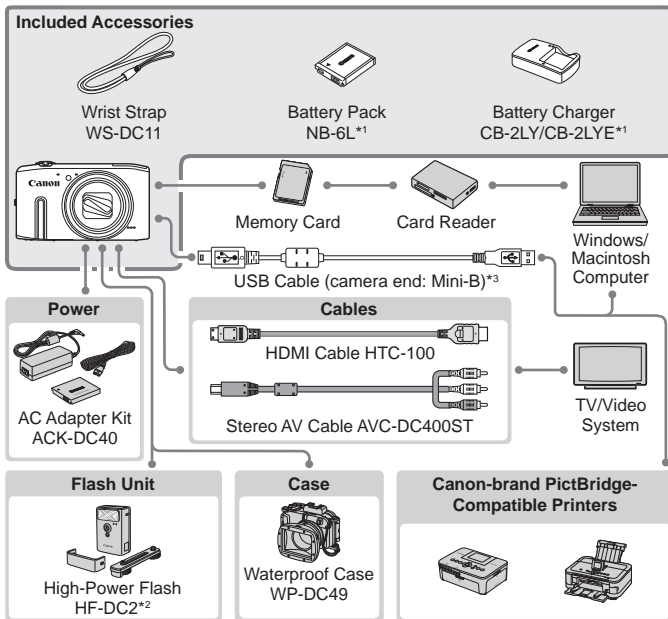 Included Accessories
Wrist Strap
WS-DC11
Battery Pack
NB-6L*1
Battery Charger
CB-2LY/CB-2LYE*1
Canon
Memory Card
Card Reader
Windows/
Macintosh
Computer
USB Cable (camera end: Mini-B)*3
Power
AC Adapter Kit
ACK-DC40
Cables
HDMI Cable HTC-100
Stereo AV Cable AVC-DC400ST
TV/Video
System
Flash Unit
High-Power Flash
HF-DC2*2
Case
Waterproof Case
WP-DC49
Canon-brand PictBridge-
Compatible Printers